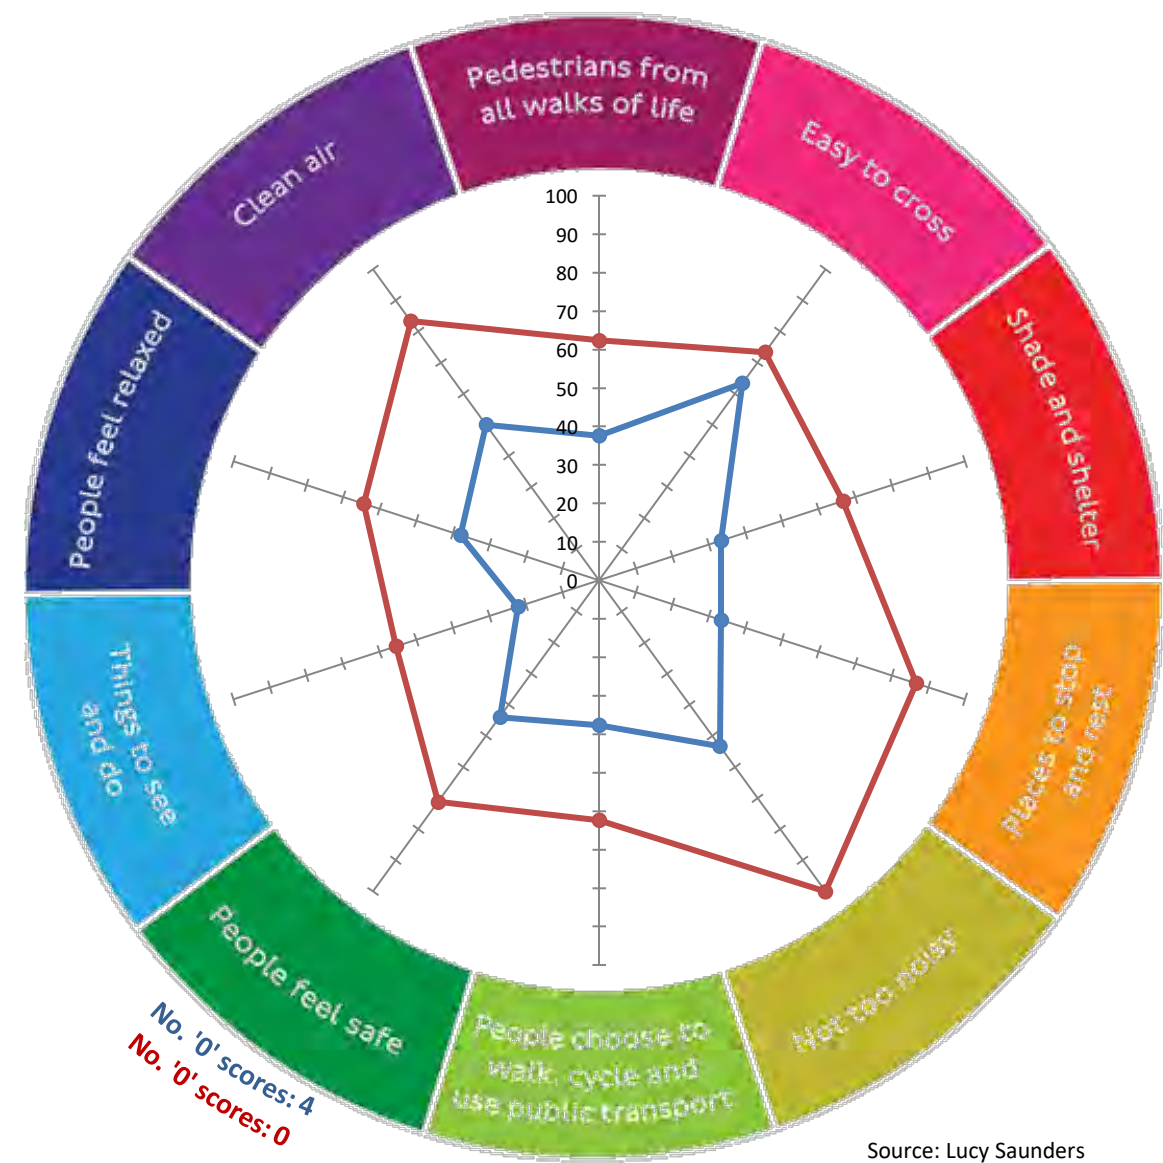 Pedestrians from
all walks of life
Easy to cross
Shade and shelter
Places to stop
and rest
Not too noisy
People choose to
walk, cycle and
use public transport
People feel safe
Things to see
and do
People feel relaxed
Clean air
100
90
80
70
60
50
40
30
20
10
0
No. '0' scores: 4
No. '0' scores: 0
Source: Lucy Saunders